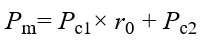 Pm= Pc1× r0 + Pc2